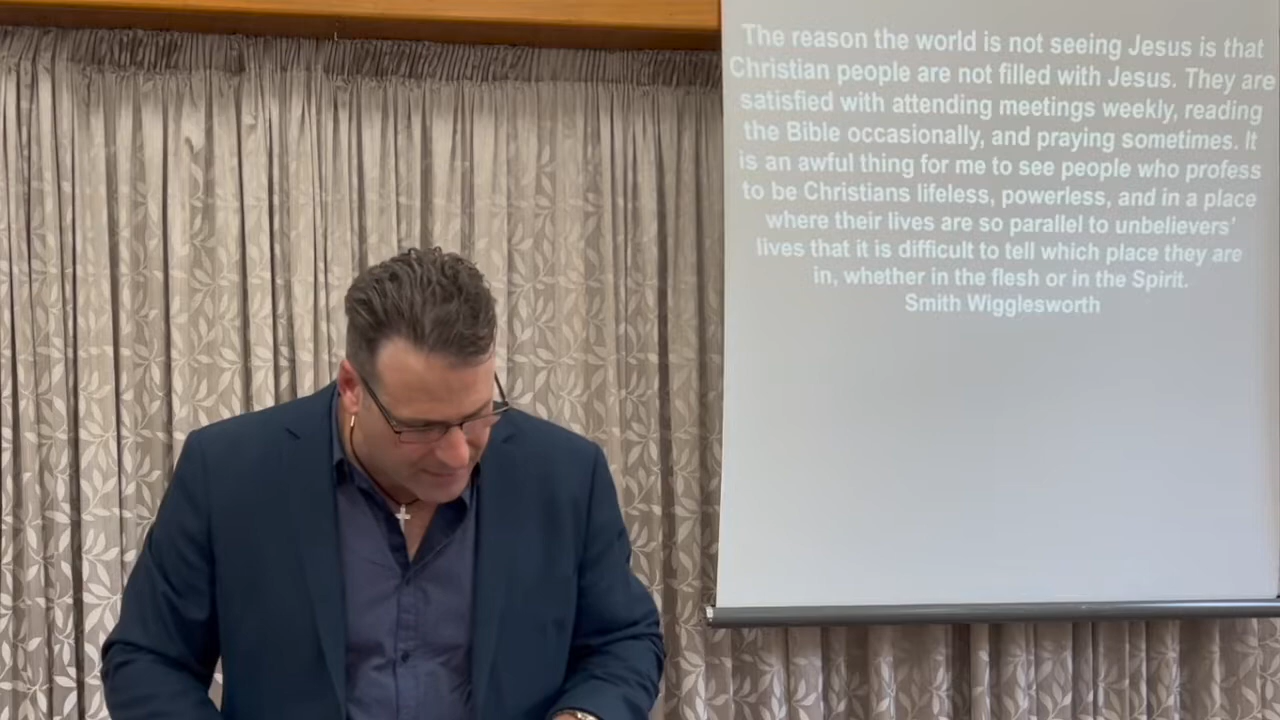 The reason the world is not seeing Jesus is that
Christian people are not filled with Jesus. They are
satisfied with attending meetings weekly, reading
the Bible occasionally, and praying sometimes. It
is an awful thing for me to see people who profess
to be Christians lifeless, powerless, and in a place
where their lives are so parallel to unbelievers'
lives that it is difficult to tell which place they are
in, whether in the flesh or in the Spirit.
Smith Wigglesworth